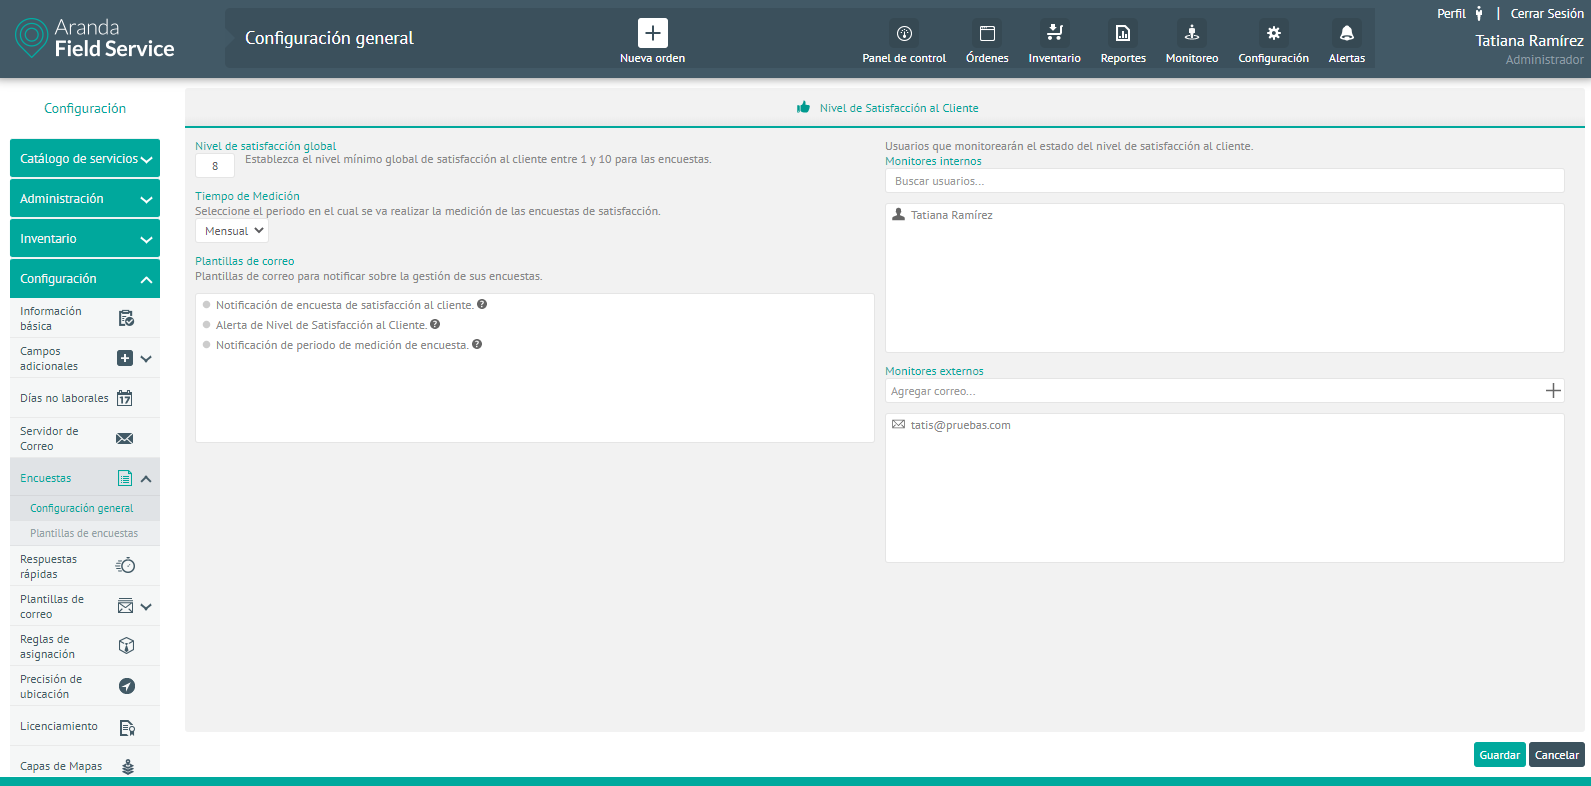 Aranda
Field Service
Configuración general
Nueva orden
Panel de control
Órdenes
Inventario
Reportes
Monitoreo
Configuración
Alertas
Perfil | Cerrar Sesión
Tatiana Ramírez
Administrador
Configuración
Catálogo de servicios
Administración
Inventario
Configuración
Información
básica
Campos
adicionales
Días no laborales
17
Servidor de
Correo
Encuestas
Configuración general
Plantillas de encuestas
Respuestas
rápidas
Plantillas de
correo
Reglas de
asignación
Precisión de
ubicación
Licenciamiento
Capas de Mapas
Nivel de Satisfacción al Cliente
Nivel de satisfacción global
8
Establezca el nivel mínimo global de satisfacción al cliente entre 1 y 10 para las encuestas.
Tiempo de Medición
Seleccione el periodo en el cual se va realizar la medición de las encuestas de satisfacción.
Mensual
Plantillas de correo
Plantillas de correo para notificar sobre la gestión de sus encuestas.
Notificación de encuesta de satisfacción al cliente. ?
Alerta de Nivel de Satisfacción al Cliente. ?
Notificación de periodo de medición de encuesta. ?
Usuarios que monitorearán el estado del nivel de satisfacción al cliente.
Monitores internos
Buscar usuarios...
Tatiana Ramírez
Monitores externos
Agregar correo...
tatis@pruebas.com
Guardar
Cancelar